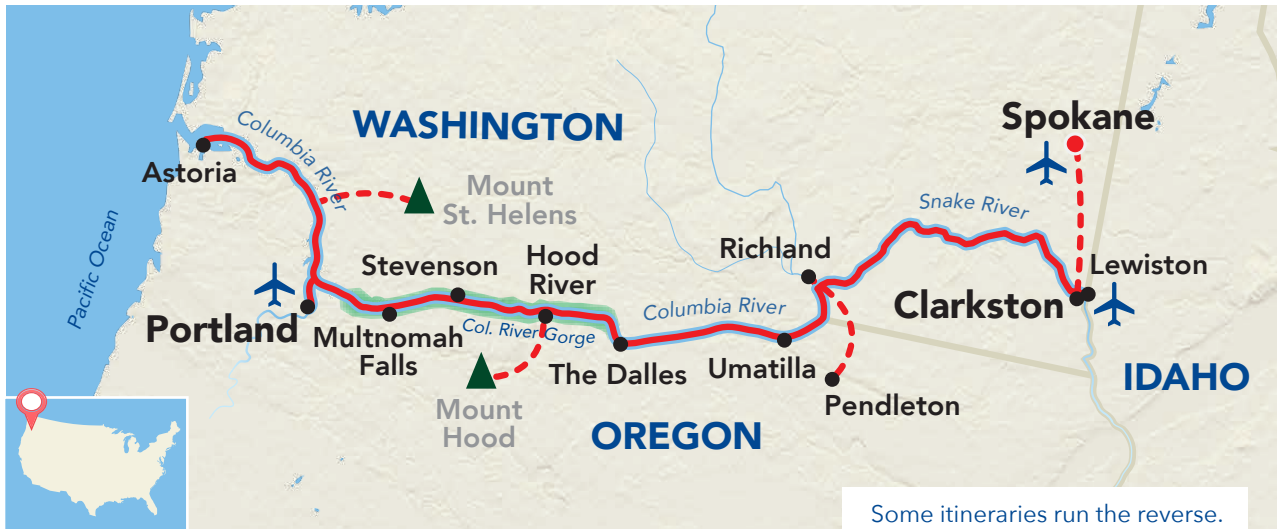 Spokane
Columbia River
WASHINGTON
Astoria
Mount
St. Helens
Snake River
Pacific Ocean
Richland
Hood
River
Stevenson
Lewiston
Clarkston
Columbia River
Portland
Multnomah
Falls
Col. River Gorge
The Dalles
Umatilla
IDAHO
Pendleton
Mount
Hood
OREGON
Some itineraries run the reverse.